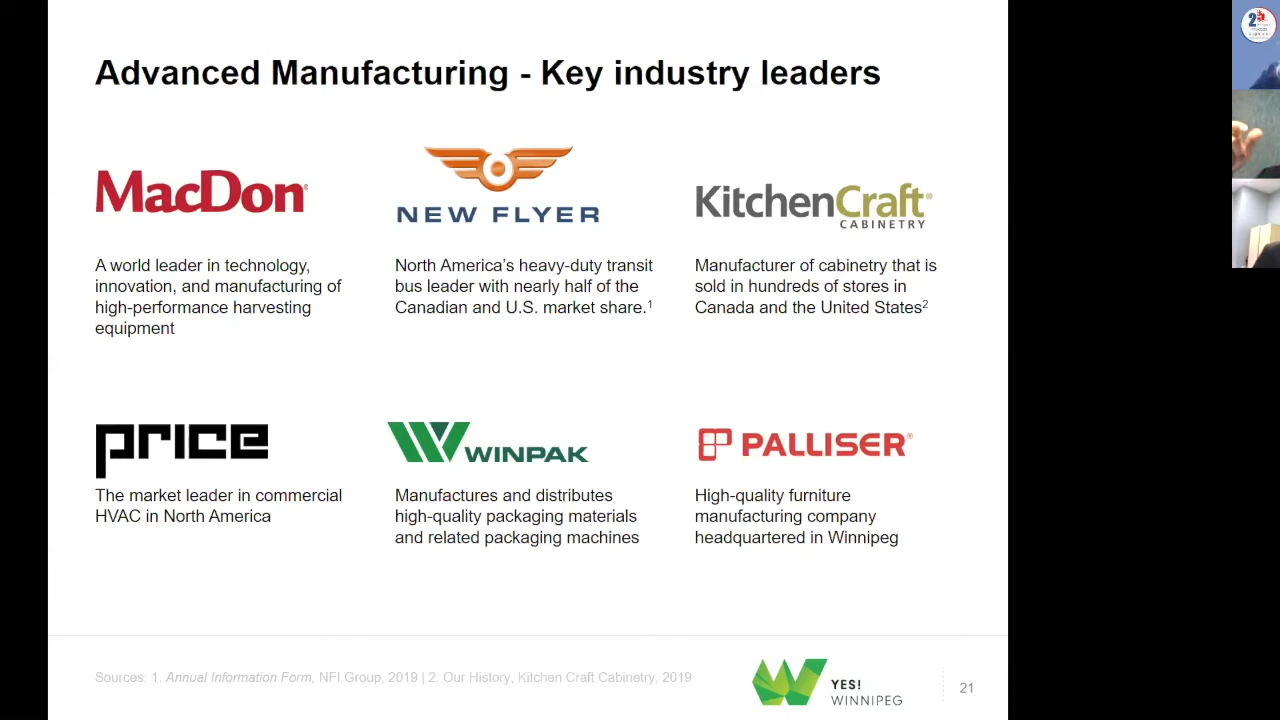 Advanced Manufacturing - Key industry leaders
MacDon
NEW FLYER
KitchenCraft®
CABINETRY
A world leader in technology,
innovation, and manufacturing of
high-performance harvesting
equipment
North America's heavy-duty transit
bus leader with nearly half of the
Canadian and U.S. market share.1
Manufacturer of cabinetry that is
sold in hundreds of stores in
Canada and the United States2
price
WINPAK
PALLISER®
The market leader in commercial
HVAC in North America
Manufactures and distributes
high-quality packaging materials
and related packaging machines
High-quality furniture
manufacturing company
headquartered in Winnipeg
Sources: 1. Annual Information Form, NFI Group, 2019 | 2. Our History, Kitchen Craft Cabinetry, 2019
YES!
WINNIPEG
21